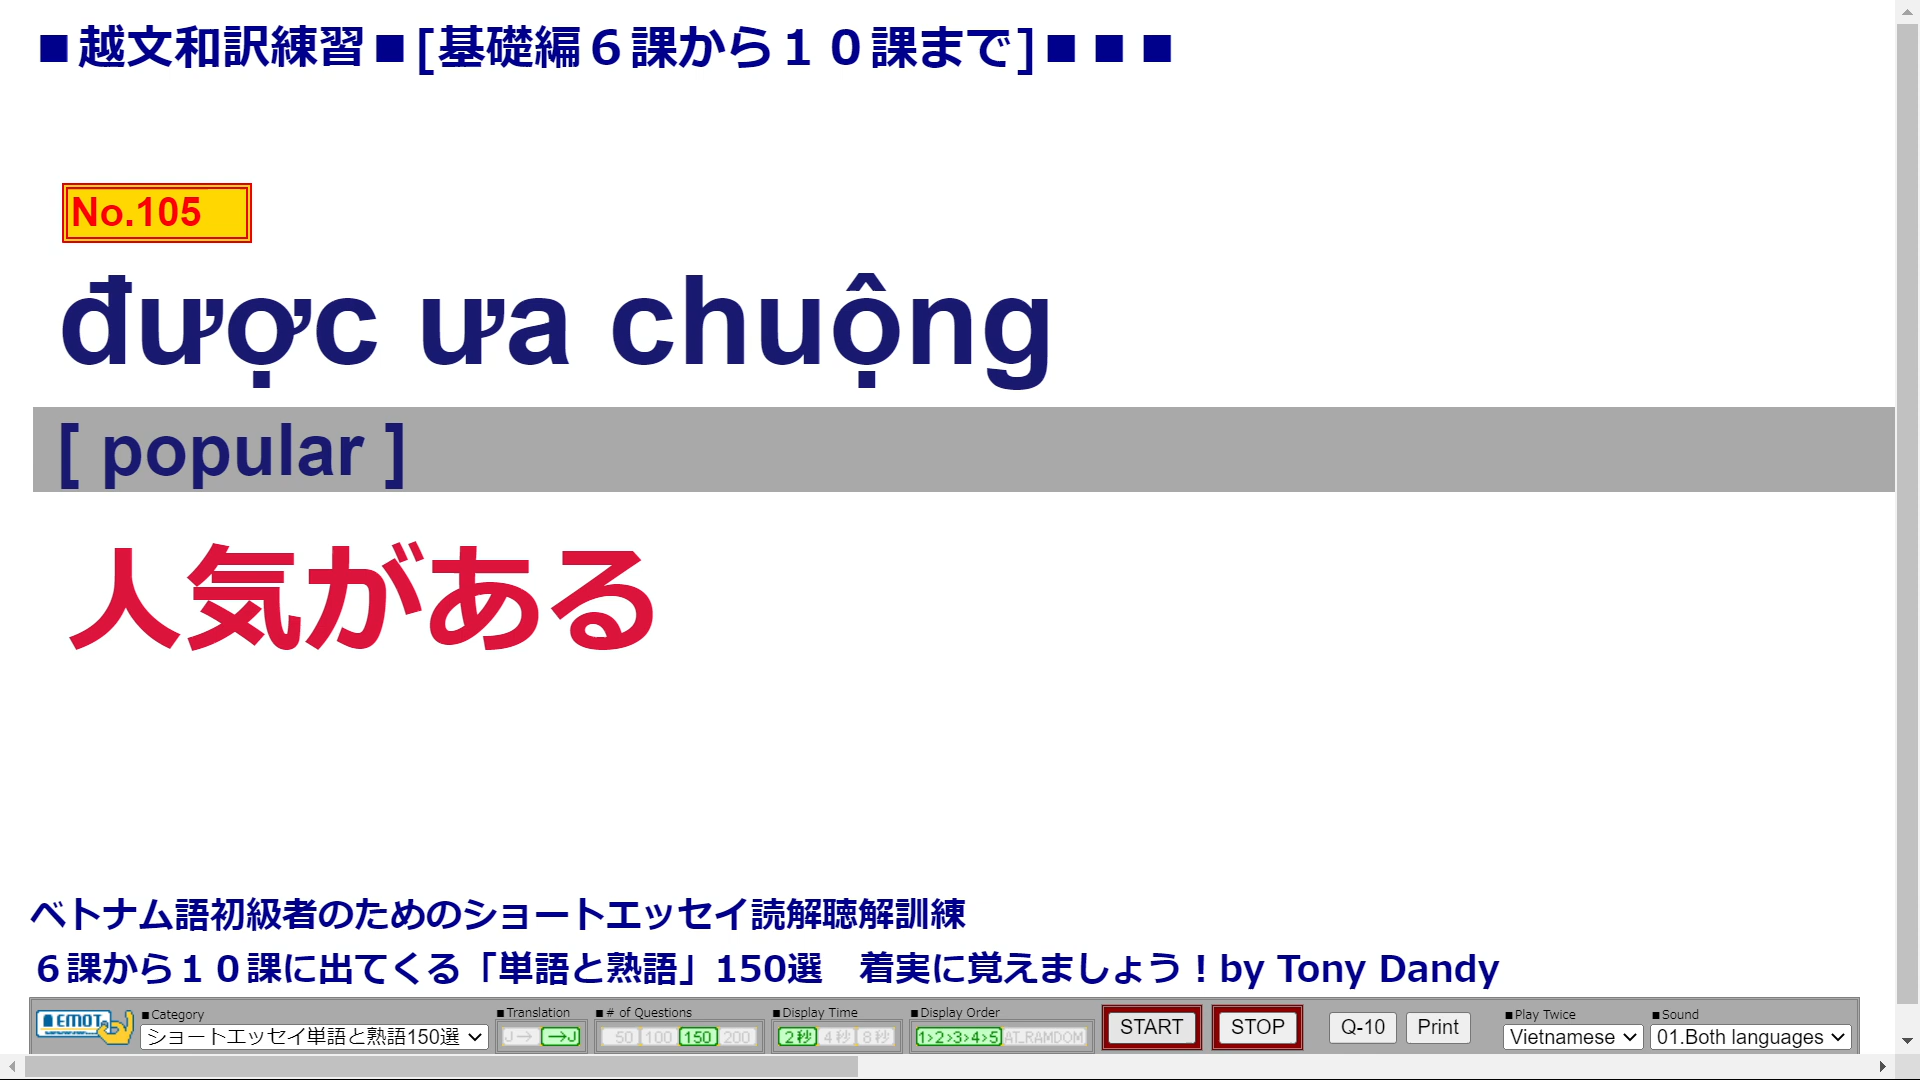 ■越文和訳練習■[基礎編６課から１０課まで]■■■
No.105
được ưa chuộng
[ popular ]
人気がある
ベトナム語初級者のためのショートエッセイ読解聴解訓練
６課から１０課に出てくる「単語と熟語」150選　着実に覚えましょう！by Tony Dandy
■Category ■Translation ■# of Questions ■Display Time ■Display Order ■Play Twice ■Sound
EMOT ショートエッセイ単語と熟語150選 J→ →J 50 100 150 200 2秒 4秒 8秒 1>2>3>4>5 AT_RAMDOM START STOP Q-10 Print Vietnamese 01.Both languages